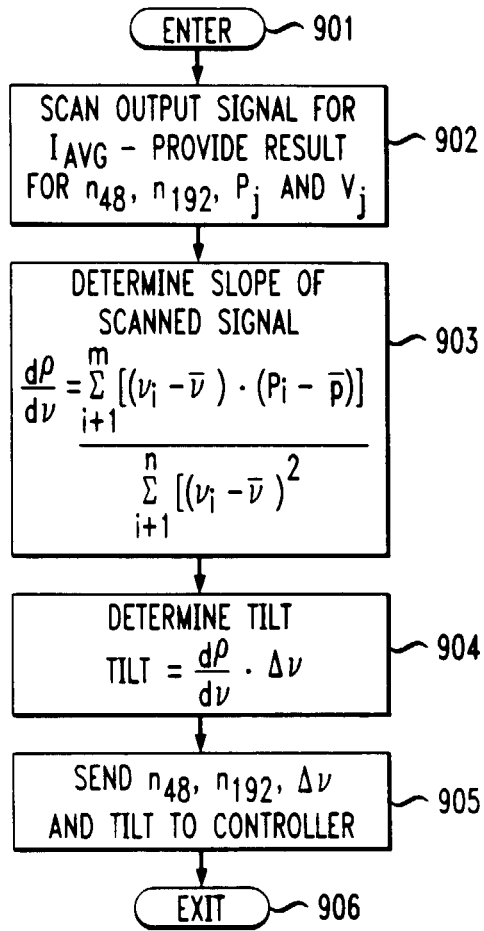 ENTER 901
SCAN OUTPUT SIGNAL FOR
I_AVG – PROVIDE RESULT 902
FOR n_48, n_192, P_j AND V_j
DETERMINE SLOPE OF
SCANNED SIGNAL 903
dρ/dν = m Σ i+1 [(ν_i – ν̅) · (P_i – p̅)]
n Σ i+1 [(ν_i – ν̅)²
DETERMINE TILT
TILT = dρ/dν · Δν 904
SEND n_48, n_192, Δν
AND TILT TO CONTROLLER 905
EXIT 906